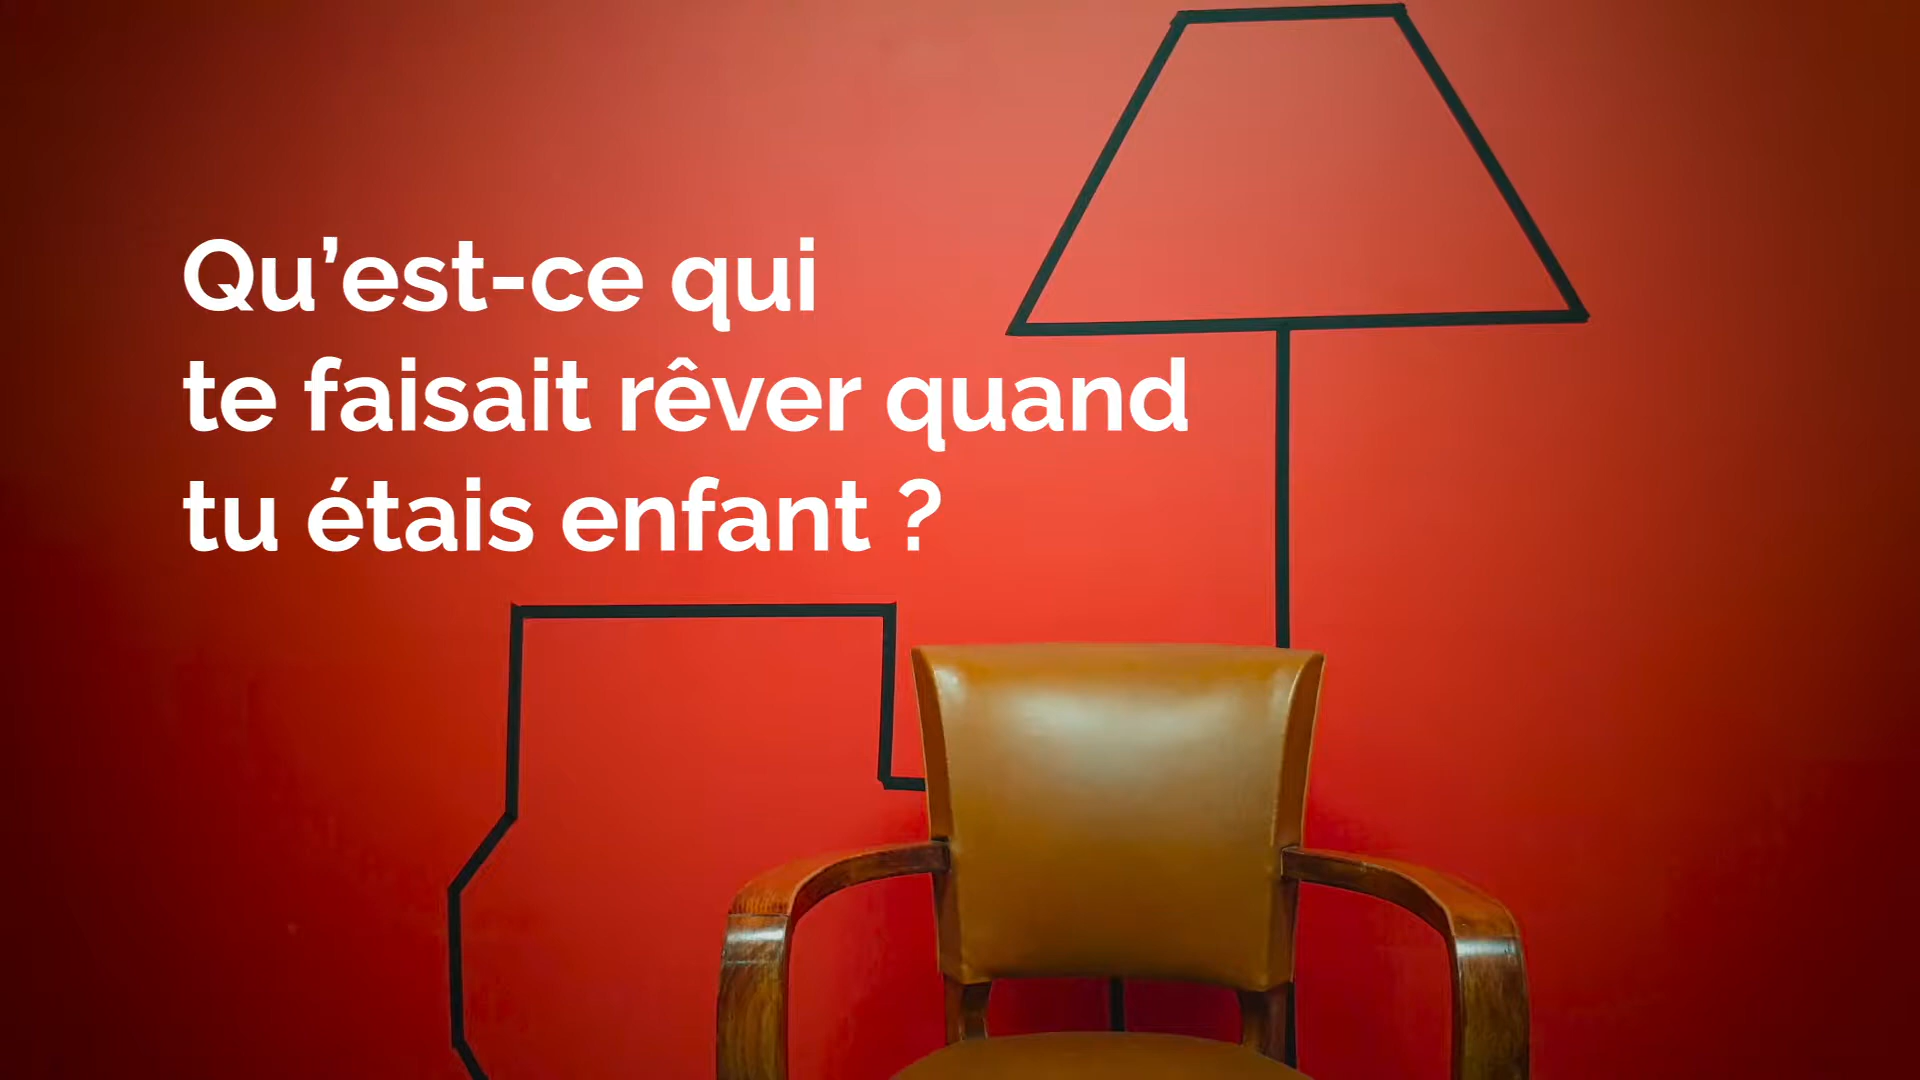 Qu’est-ce qui
te faisait rêver quand
tu étais enfant ?